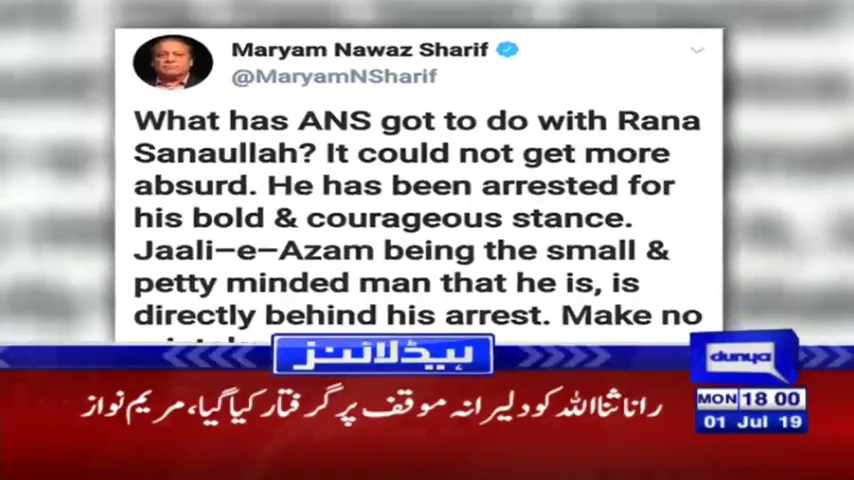 Maryam Nawaz Sharif
@MaryamNSharif
What has ANS got to do with Rana
Sanaullah? It could not get more
absurd. He has been arrested for
his bold & courageous stance.
Jaali–e–Azam being the small &
petty minded man that he is, is
directly behind his arrest. Make no
ہیڈلائنز
dunya
رانا ثنا اللہ کو دلیرانہ موقف پر گرفتار کیا گیا، مریم نواز
MON 18 00
01 Jul 19